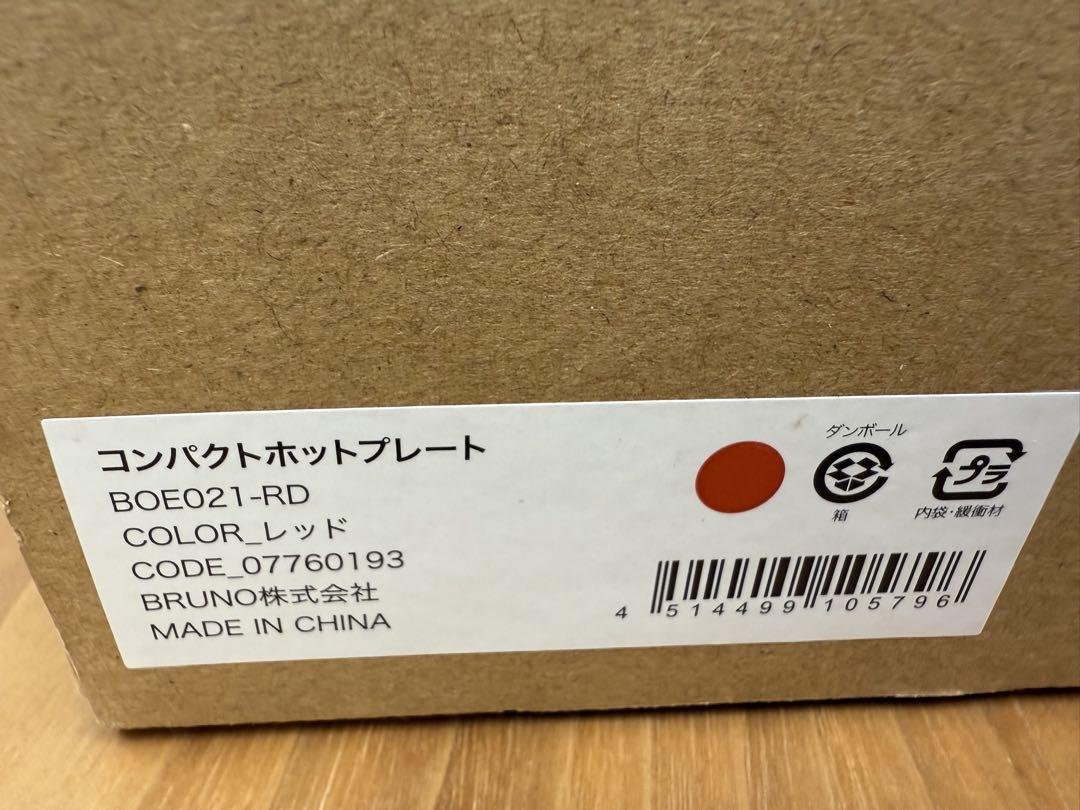 コンパクトホットプレート
BOE021-RD
COLOR_レッド
CODE_07760193
BRUNO株式会社
MADE IN CHINA
ダンボール
箱
プラ
内袋・緩衝材
4 514499 105796